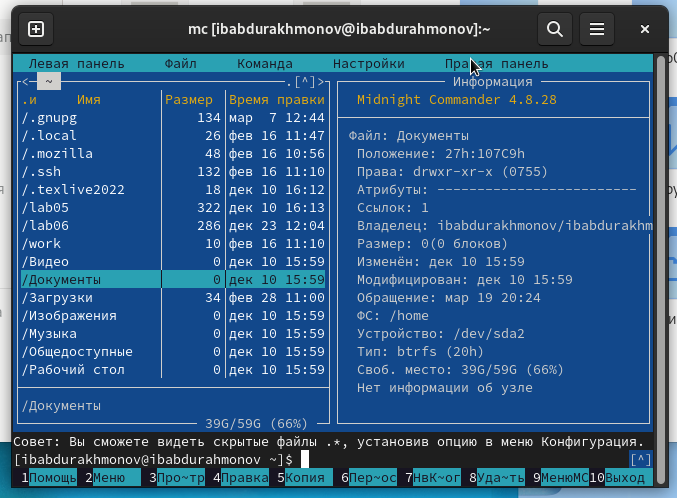 mc [ibabdurakhmonov@ibabdurahmonov]:~
Левая панель Файл Команда Настройки Правая панель
<- ~ .[^]>
.и Имя Размер Время правки
/.gnupg 134 мар 7 12:44
/.local 26 фев 16 11:47
/.mozilla 48 фев 16 10:56
/.ssh 132 фев 16 11:10
/.texlive2022 18 дек 10 16:12
/lab05 322 дек 10 16:13
/lab06 286 дек 23 12:04
/work 10 фев 16 11:10
/Видео 0 дек 10 15:59
/Документы 0 дек 10 15:59
/Загрузки 34 фев 28 11:00
/Изображения 0 дек 10 15:59
/Музыка 0 дек 10 15:59
/Общедоступные 0 дек 10 15:59
/Рабочий стол 0 дек 10 15:59
/Документы
39G/59G (66%)
Информация
Midnight Commander 4.8.28
Файл: Документы
Положение: 27h:107C9h
Права: drwxr-xr-x (0755)
Атрибуты: -------------------------
Ссылок: 1
Владелец: ibabdurakhmonov/ibabdurakhm
Размер: 0(0 блоков)
Изменён: дек 10 15:59
Модифицирован: дек 10 15:59
Обращение: мар 19 20:24
ФС: /home
Устройство: /dev/sda2
Тип: btrfs (20h)
Своб. место: 39G/59G (66%)
Нет информации об узле
Совет: Вы сможете видеть скрытые файлы .*, установив опцию в меню Конфигурация.
[ibabdurakhmonov@ibabdurahmonov ~]$ [^]
1Помощь 2Меню 3Про~тр 4Правка 5Копия 6Пер~ос 7НвК~ог 8Уда~ть 9МенюMC 10Выход